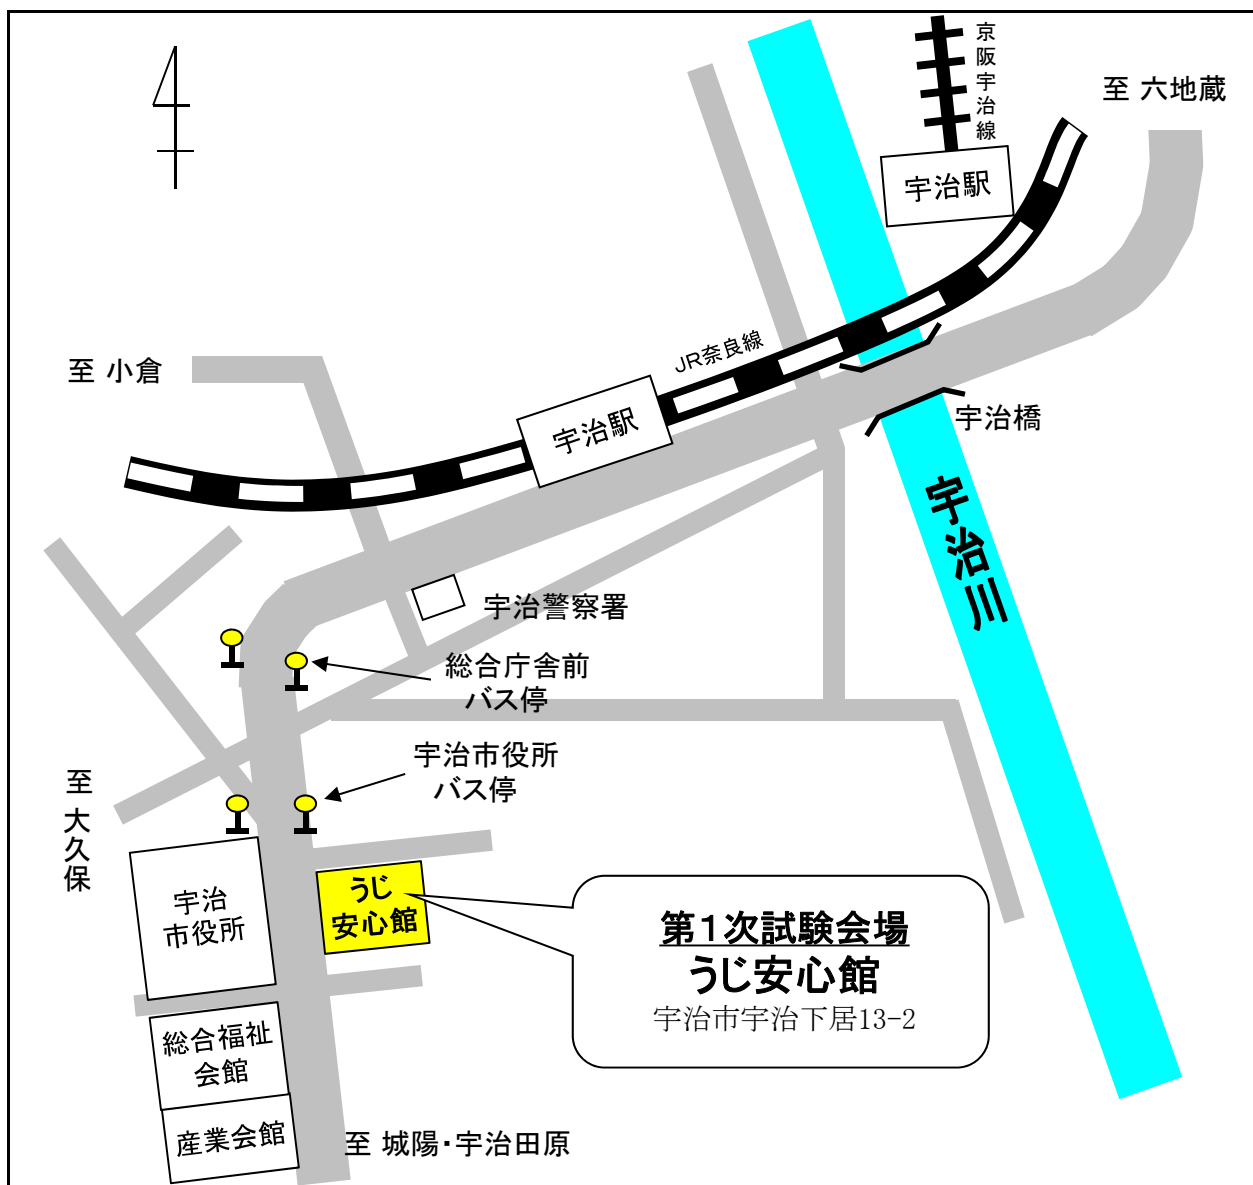 京阪宇治線
至 六地蔵
宇治駅
JR奈良線
至 小倉
宇治駅
宇治橋
宇治川
宇治警察署
総合庁舎前
バス停
宇治市役所
バス停
至 大久保
うじ
安心館
宇治
市役所
第1次試験会場
うじ安心館
宇治市宇治下居13-2
総合福祉
会館
産業会館
至 城陽・宇治田原